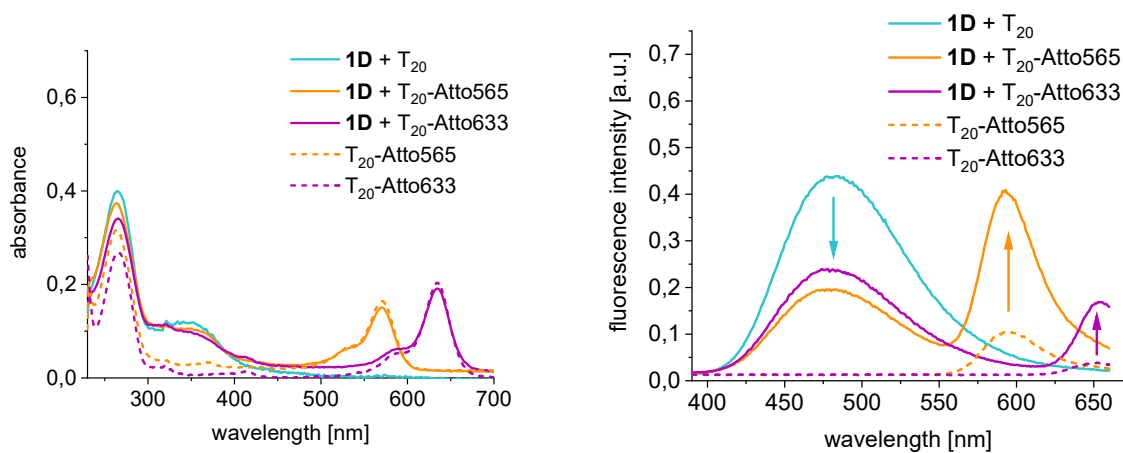 absorbance
0,6
0,4
0,2
0,0
300
400
500
600
700
wavelength [nm]
1D + T₂₀
1D + T₂₀-Atto565
1D + T₂₀-Atto633
T₂₀-Atto565
T₂₀-Atto633
fluorescence intensity [a.u.]
0,7
0,6
0,5
0,4
0,3
0,2
0,1
0,0
400
450
500
550
600
650
wavelength [nm]
1D + T₂₀
1D + T₂₀-Atto565
1D + T₂₀-Atto633
T₂₀-Atto565
T₂₀-Atto633